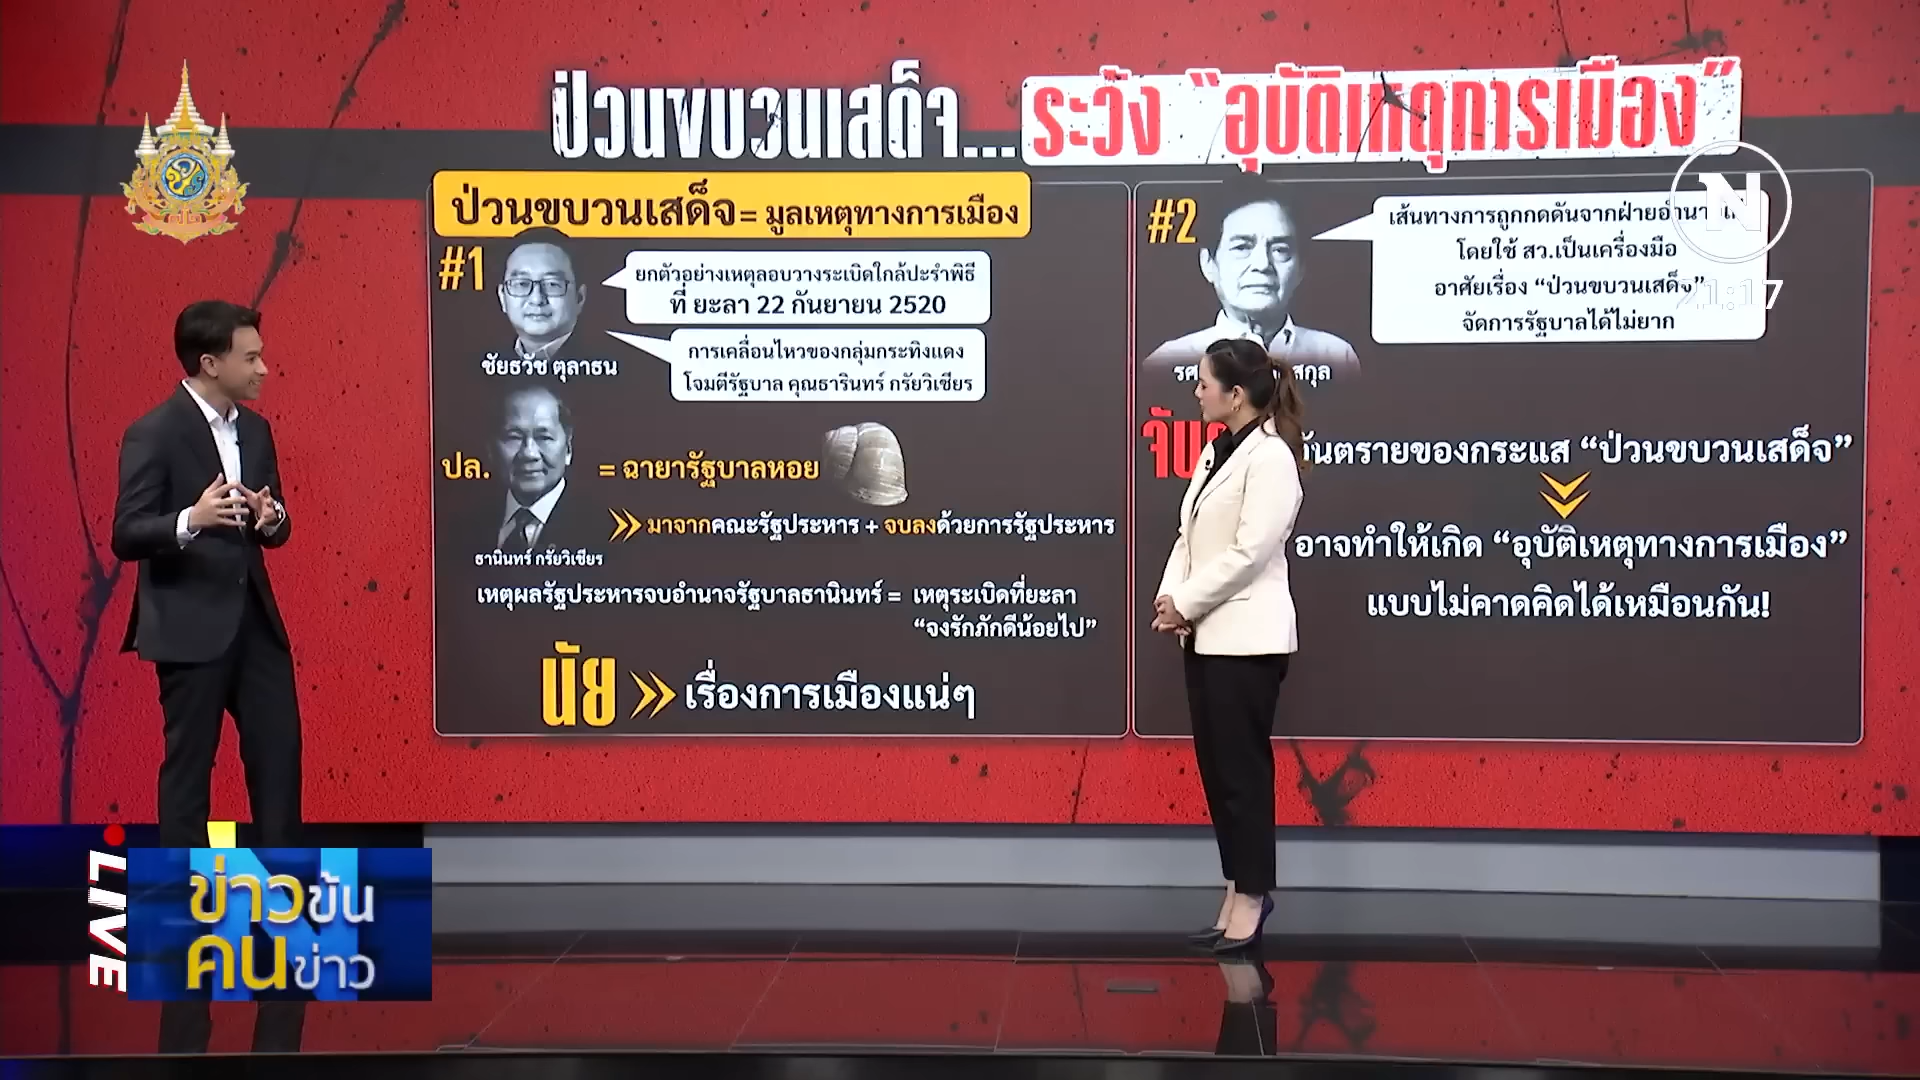 ป่วนขบวนเสด็จ... ระวัง “อุบัติเหตุการเมือง”
N
21:17
ป่วนขบวนเสด็จ = มูลเหตุทางการเมือง
#1
ยกตัวอย่างเหตุลอบวางระเบิดใกล้ปะรำพิธี
ที่ ยะลา 22 กันยายน 2520
การเคลื่อนไหวของกลุ่มกระทิงแดง
โจมตีรัฐบาล คุณธารินทร์ กรัยวิเชียร
ชัยธวัช ตุลาธน
ปล.
= ฉายารัฐบาลหอย
มาจากคณะรัฐประหาร + จบลงด้วยการรัฐประหาร
ธานินทร์ กรัยวิเชียร
เหตุผลรัฐประหารจบอำนาจรัฐบาลธานินทร์ = เหตุระเบิดที่ยะลา
“จงรักภักดีน้อยไป”
นัย เรื่องการเมืองแน่ๆ
#2
เส้นทางการถูกกดดันจากฝ่าย
โดยใช้ สว.เป็นเครื่องมือ
อาศัยเรื่อง “ป่วนขบวนเสด็จ”
จัดการรัฐบาลได้ไม่ยาก
ของกระแส “ป่วนขบวนเสด็จ”
อาจทำให้เกิด “อุบัติเหตุทางการเมือง”
แบบไม่คาดคิดได้เหมือนกัน!
LIVE
ข่าวข้น
คนข่าว